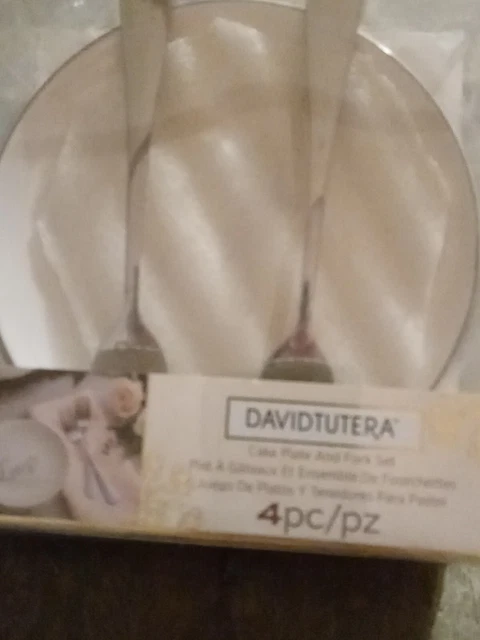 DAVIDTUTERA™
Cake Plate And Fork Set
Plat À Gâteaux Et Ensemble De Fourchettes
Juego De Platos Y Tenedores Para Pastel
4pc/pz